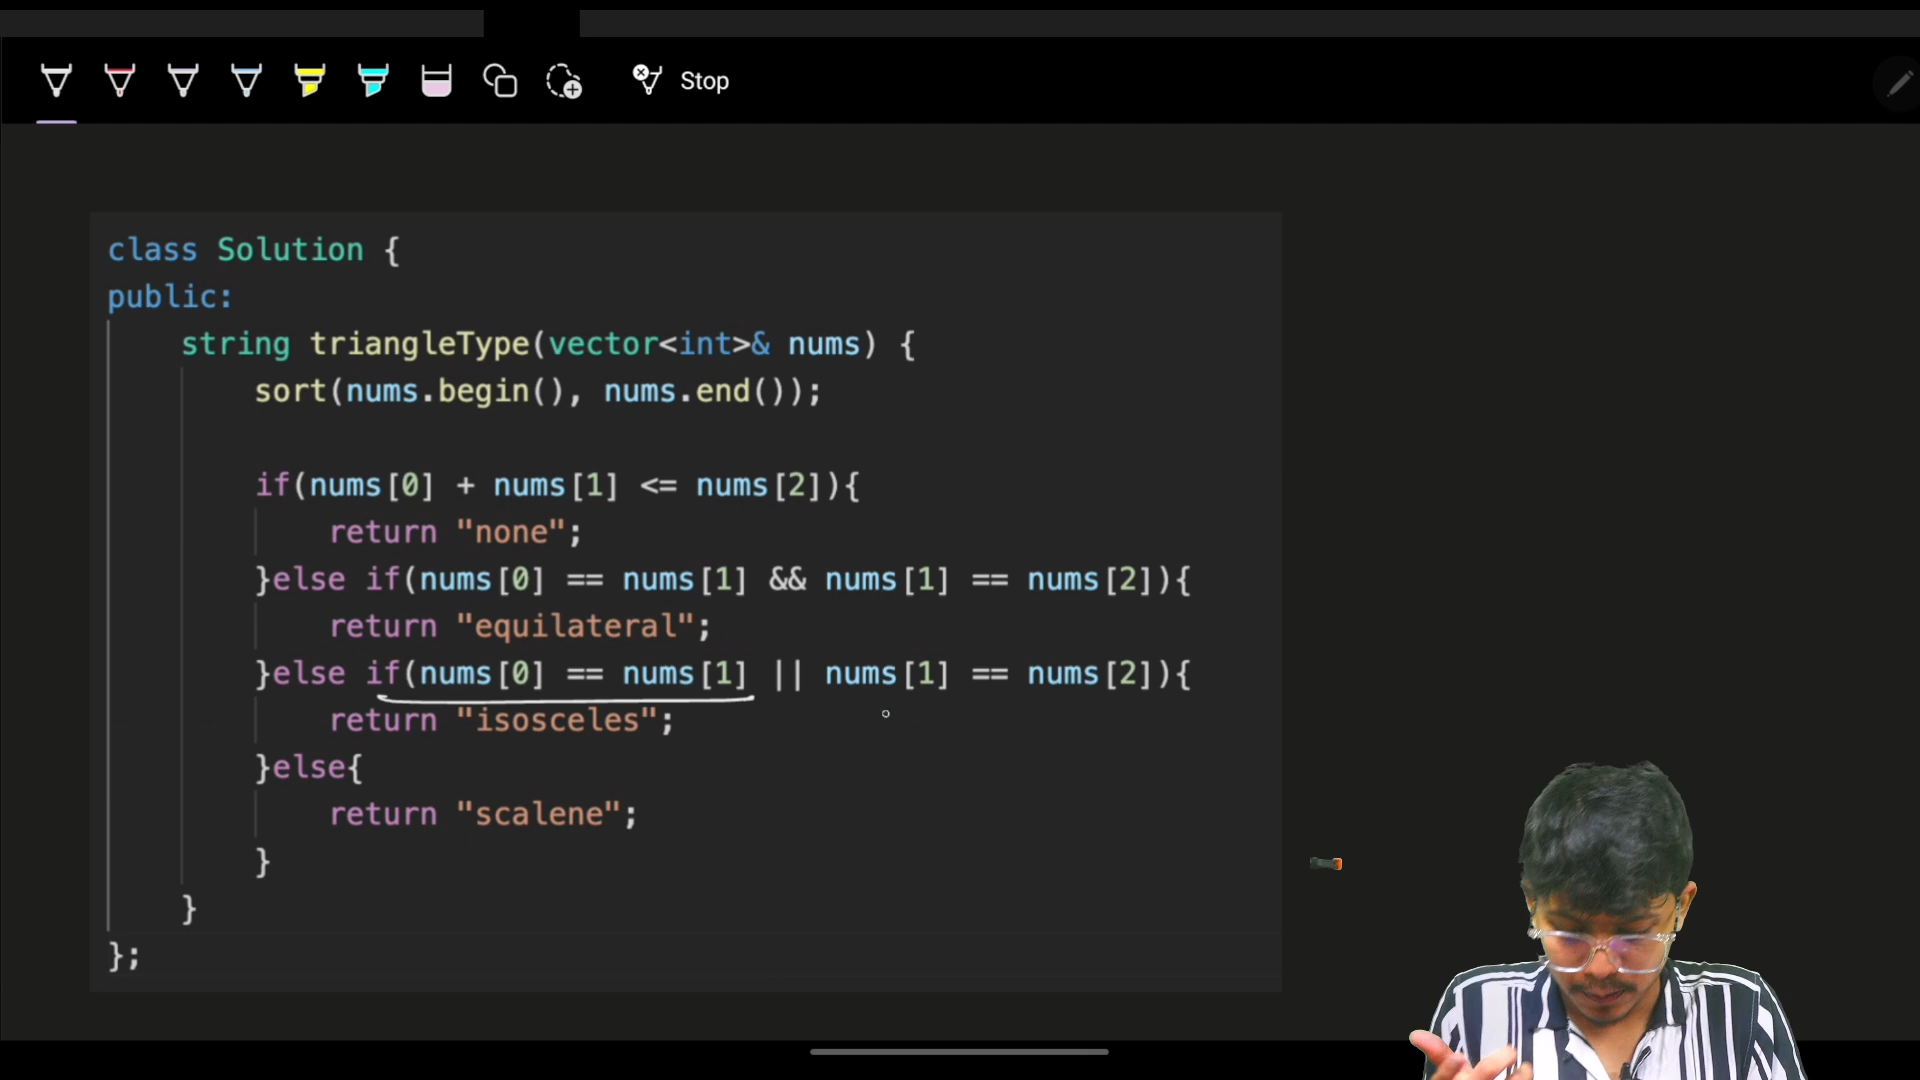 Stop
class Solution {
public:
string triangleType(vector<int>& nums) {
sort(nums.begin(), nums.end());
if(nums[0] + nums[1] <= nums[2]){
return "none";
}else if(nums[0] == nums[1] && nums[1] == nums[2]){
return "equilateral";
}else if(nums[0] == nums[1] || nums[1] == nums[2]){
return "isosceles";
}else{
return "scalene";
}
}
};